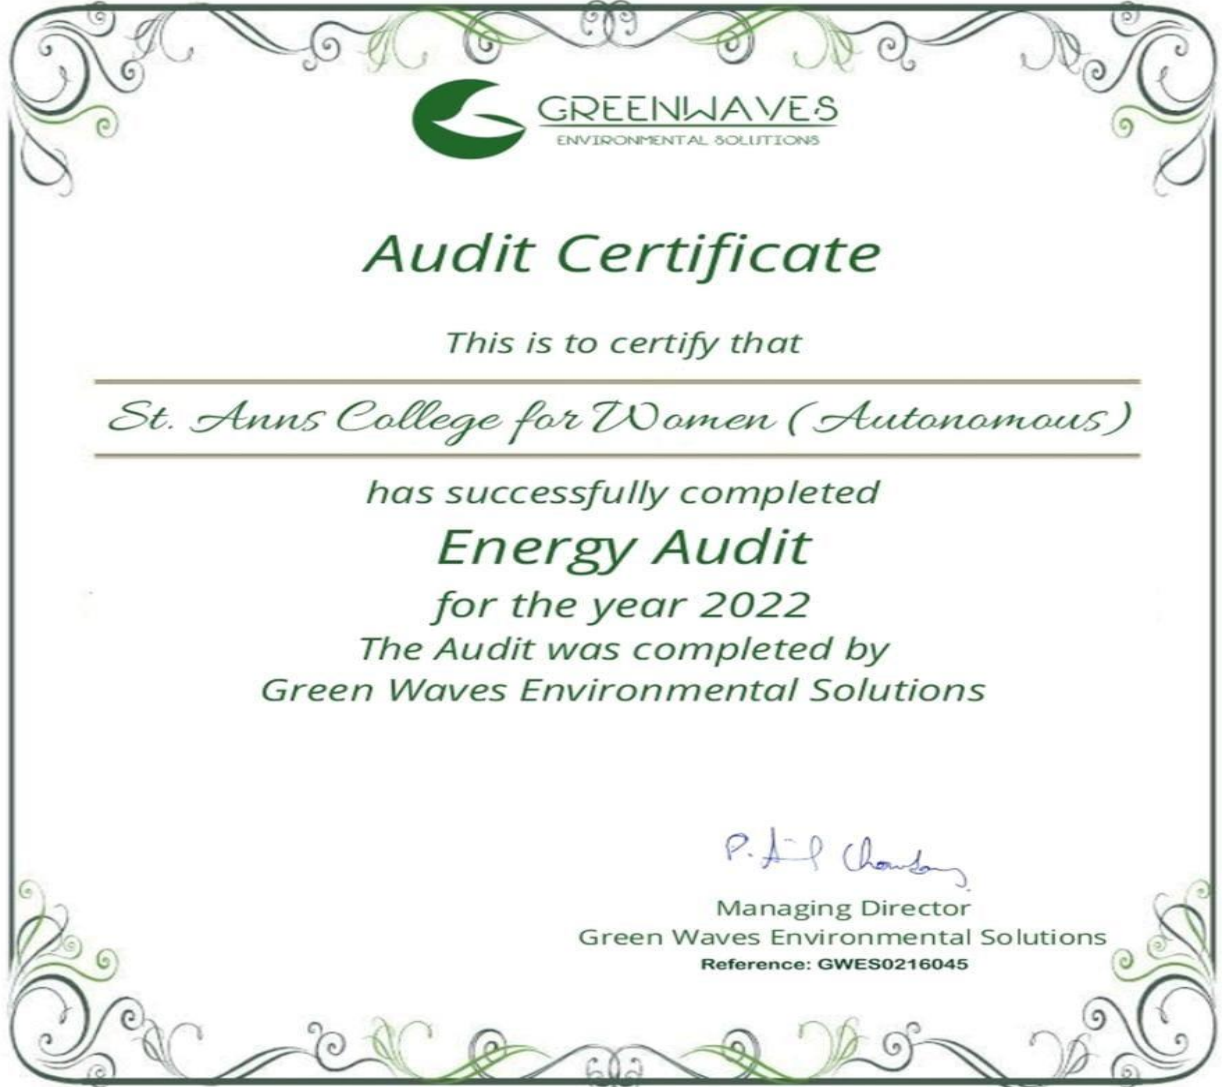 GREENWAVES
ENVIRONMENTAL SOLUTIONS
Audit Certificate
This is to certify that
St. Anns College for Women (Autonomous)
has successfully completed
Energy Audit
for the year 2022
The Audit was completed by
Green Waves Environmental Solutions
P. Anil Chowdary
Managing Director
Green Waves Environmental Solutions
Reference: GWES0216045